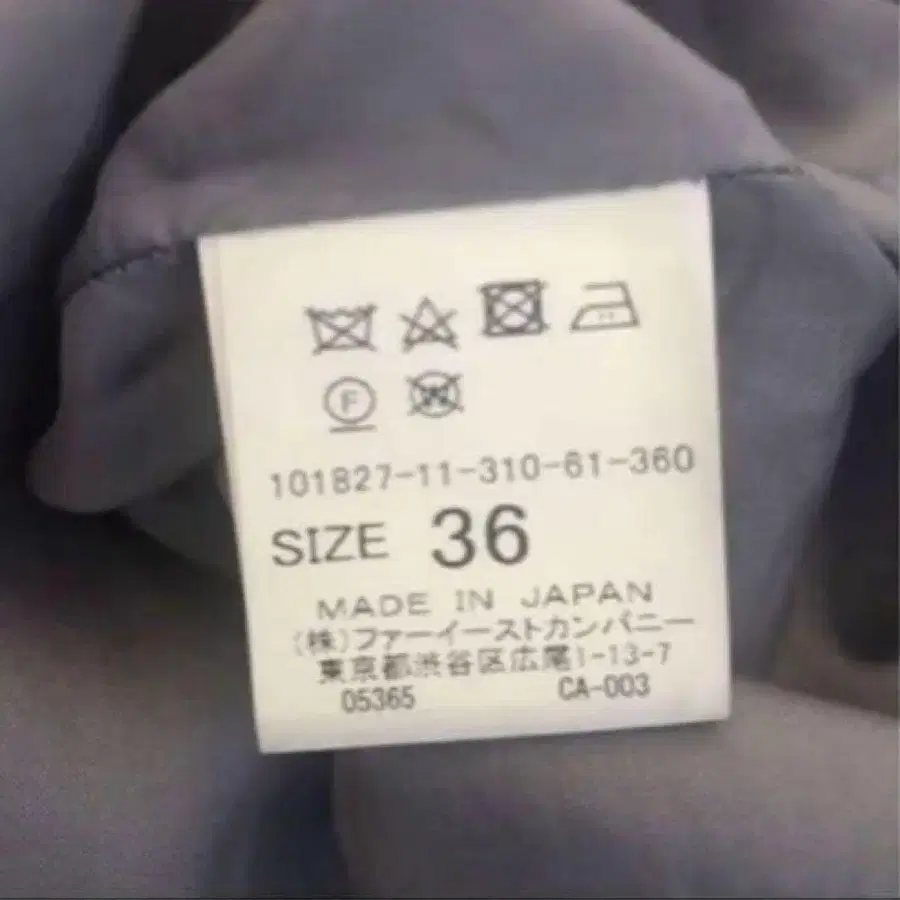 F
W
101827-11-310-61-360
SIZE 36
MADE IN JAPAN
(株)ファーイーストカンパニー
東京都渋谷区広尾1-13-7
05365 CA-003